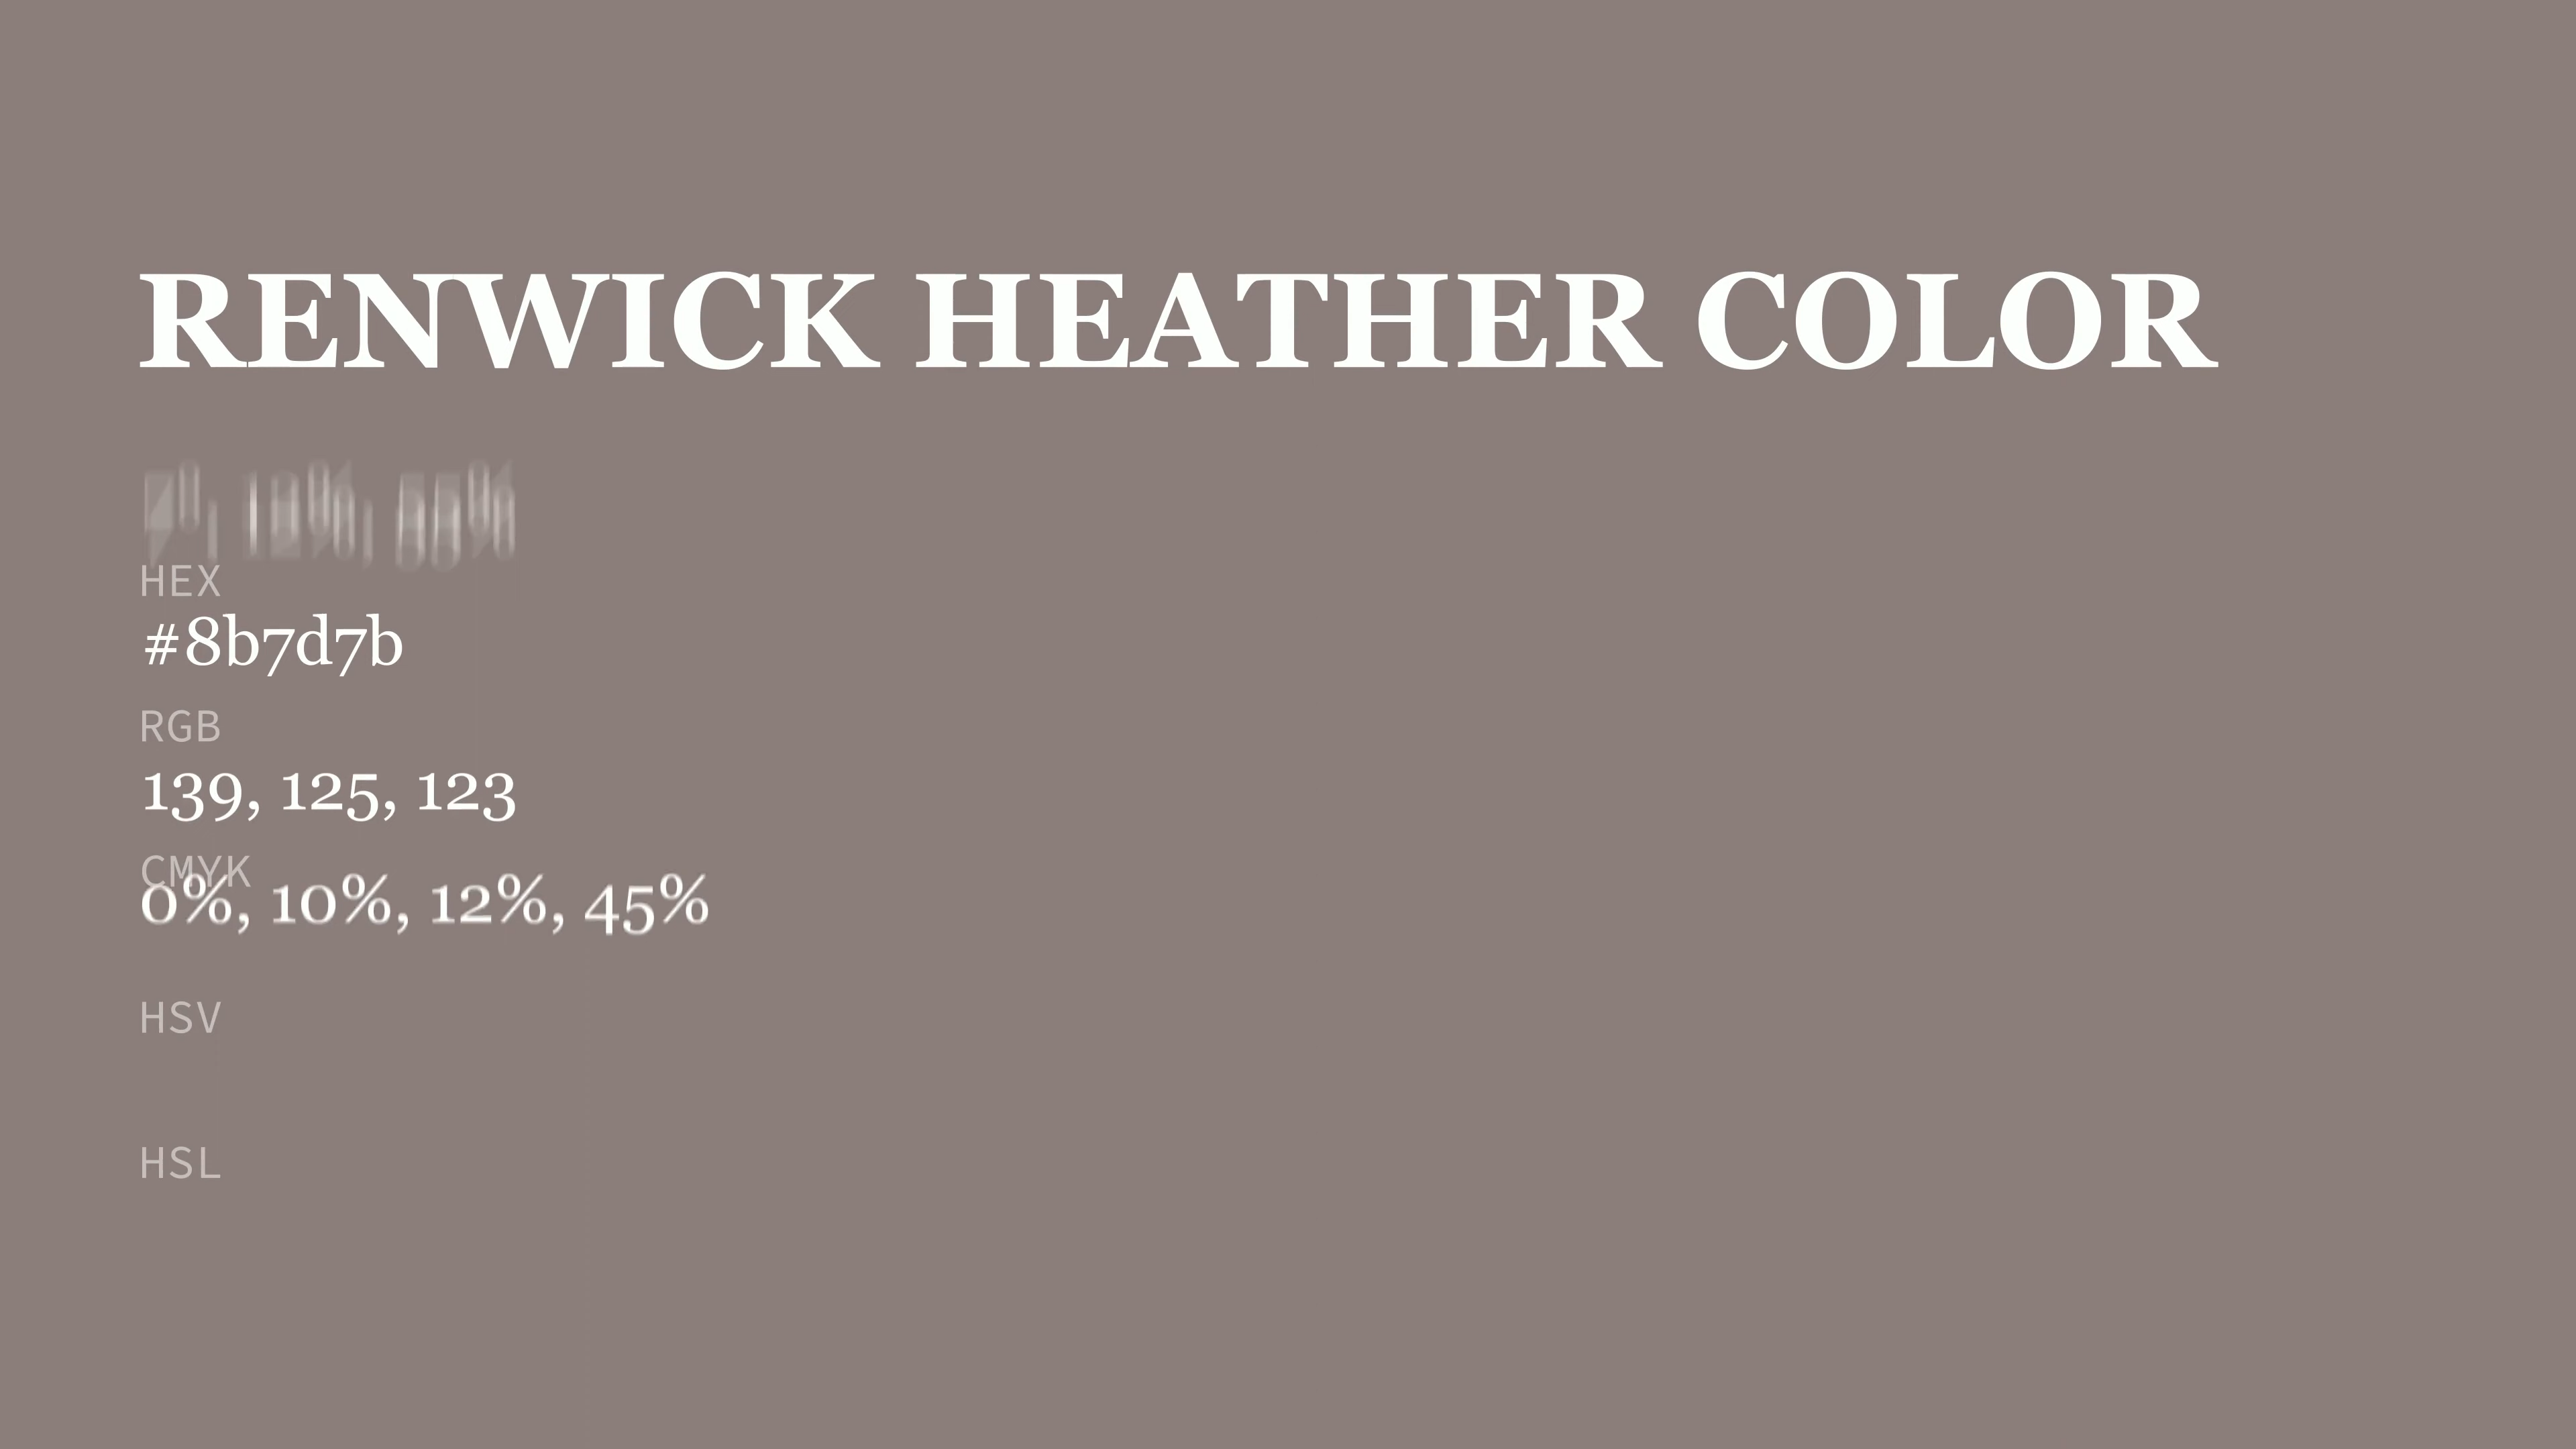 RENWICK HEATHER COLOR
HEX
#8b7d7b
RGB
139, 125, 123
CMYK
0%, 10%, 12%, 45%
HSV
HSL